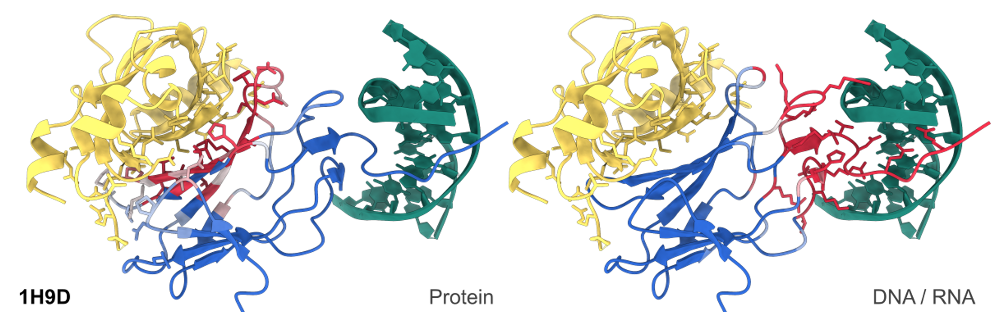 1H9D
Protein
DNA / RNA